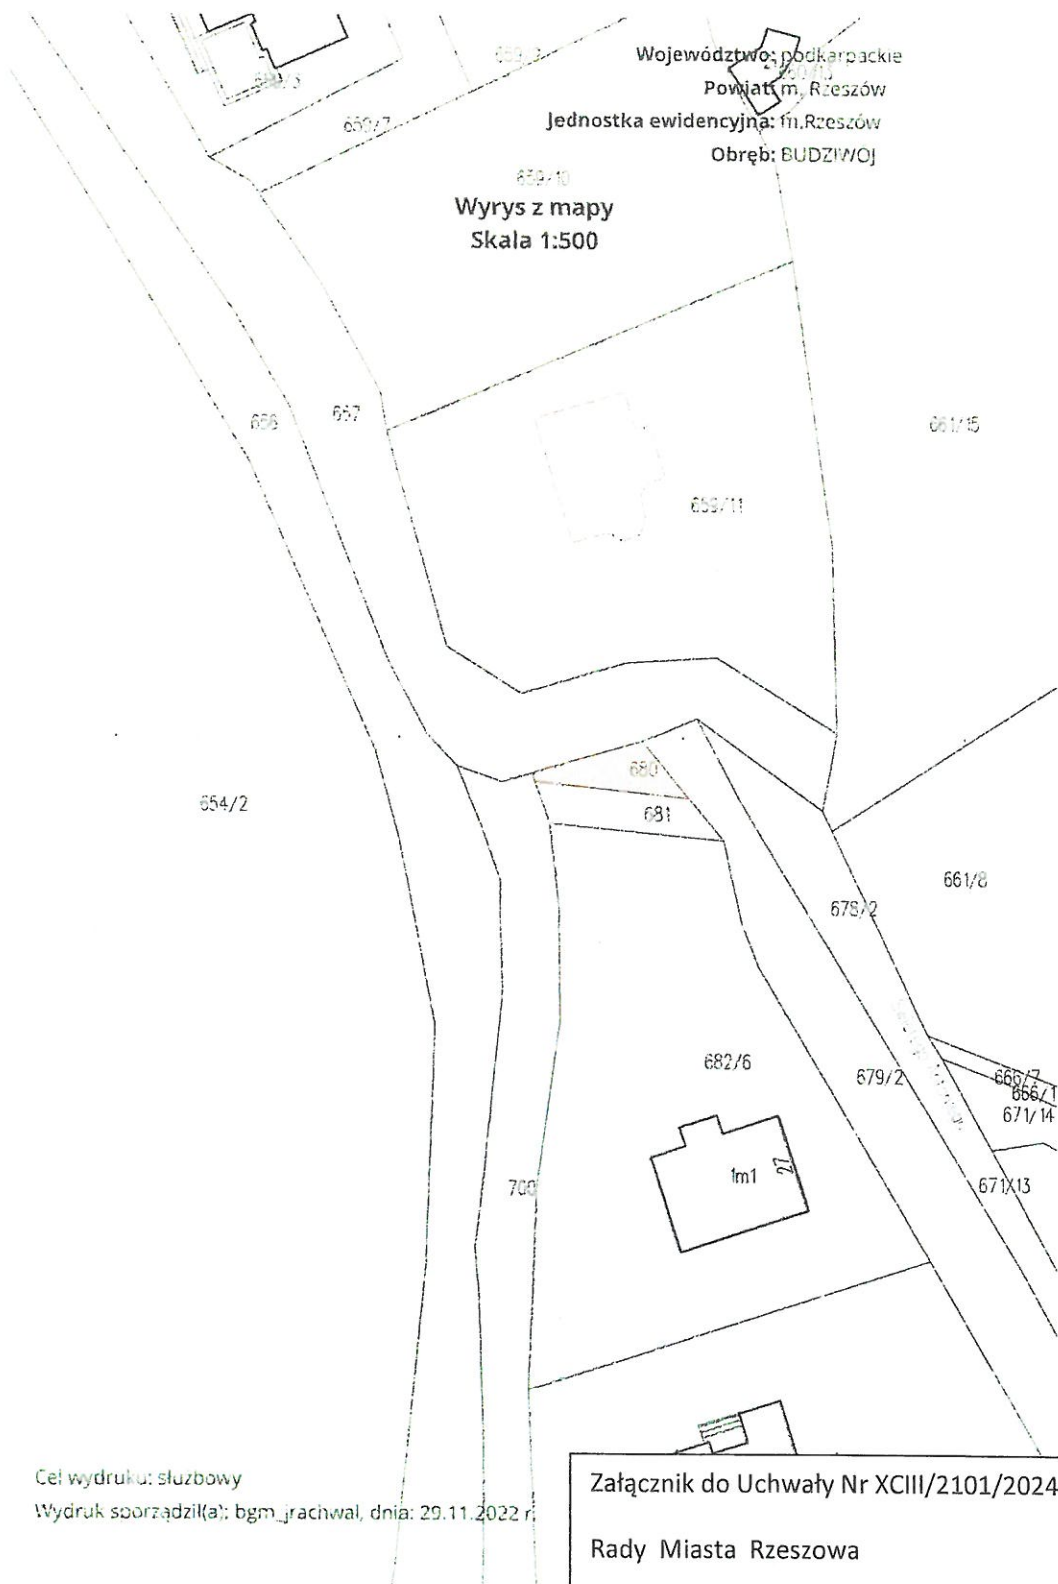 Województwo: podkarpackie
Powiat: m. Rzeszów
Jednostka ewidencyjna: m.Rzeszów
Obręb: BUDZIWOJ
659/7
659/10
Wyrys z mapy
Skala 1:500
656
657
661/15
659/11
680
654/2
681
661/8
678/2
682/6
679/2
666/7
666/1
671/14
1m1
27
700
671/13
Cel wydruku: służbowy
Wydruk sporządził(a): bgm_jrachwal, dnia: 29.11.2022 r.
Załącznik do Uchwały Nr XCIII/2101/2024
Rady Miasta Rzeszowa